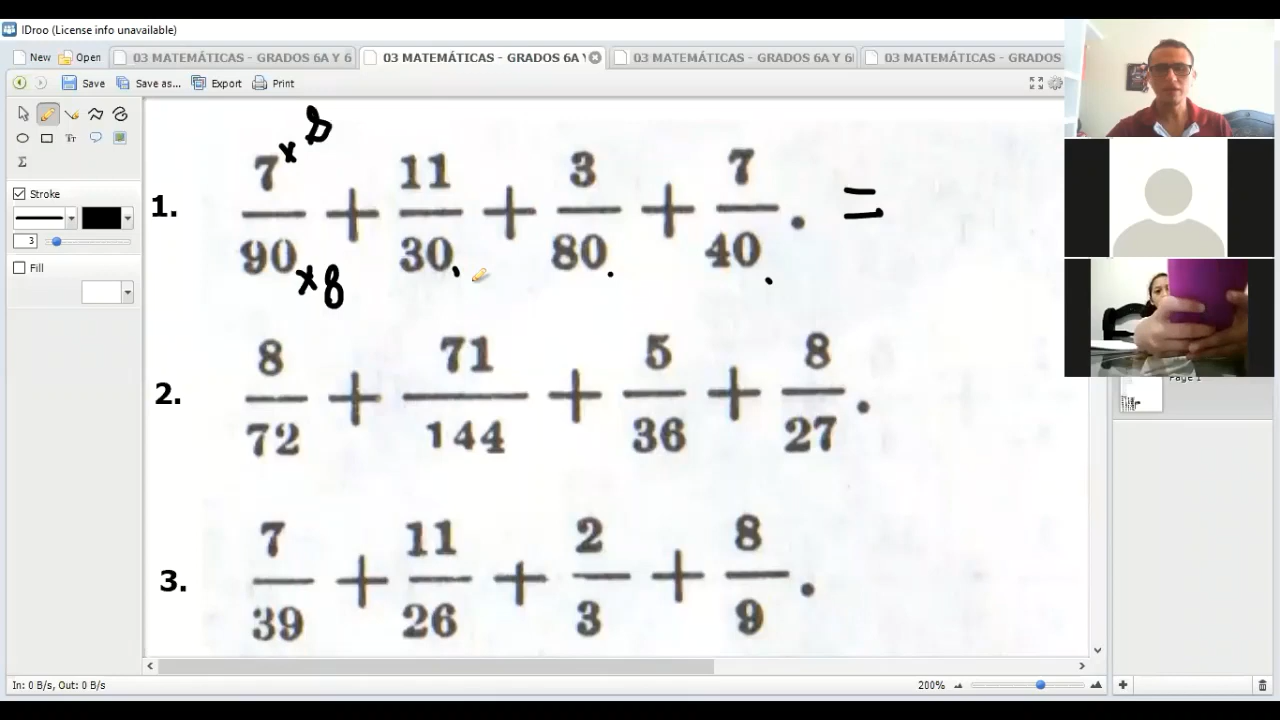 IDroo (License info unavailable)
New Open 03 MATEMÁTICAS - GRADOS 6A Y 6 03 MATEMÁTICAS - GRADOS 6A Y 03 MATEMÁTICAS - GRADOS 6A Y 6 03 MATEMÁTICAS - GRADOS
Save Save as... Export Print
Tr
Σ
Stroke
3
Fill
1. 7/90 + 11/30 + 3/80 + 7/40 . =
×8
×8
2. 8/72 + 71/144 + 5/36 + 8/27 .
3. 7/39 + 11/26 + 2/3 + 8/9 .
Page 1
In: 0 B/s, Out: 0 B/s 200%